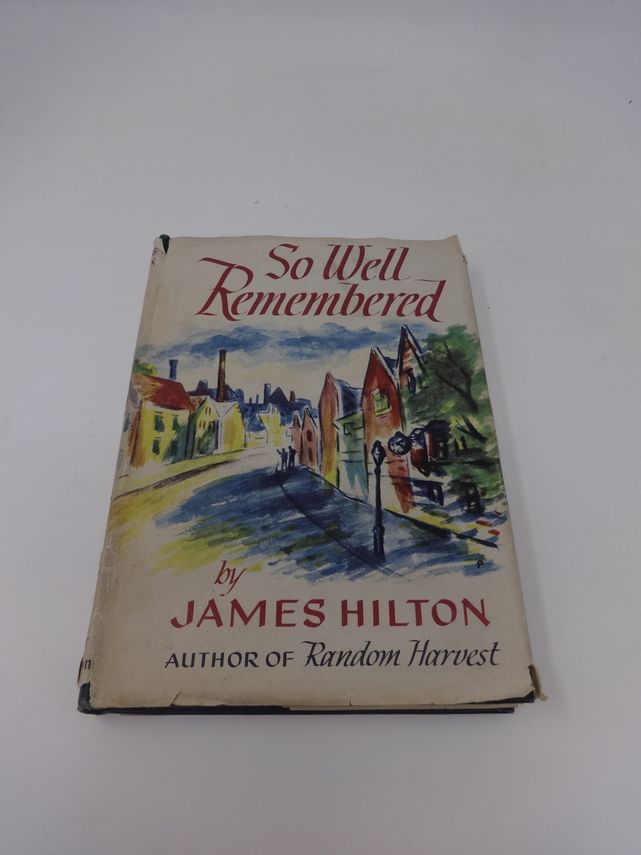 So Well
Remembered
by
JAMES HILTON
AUTHOR OF Random Harvest